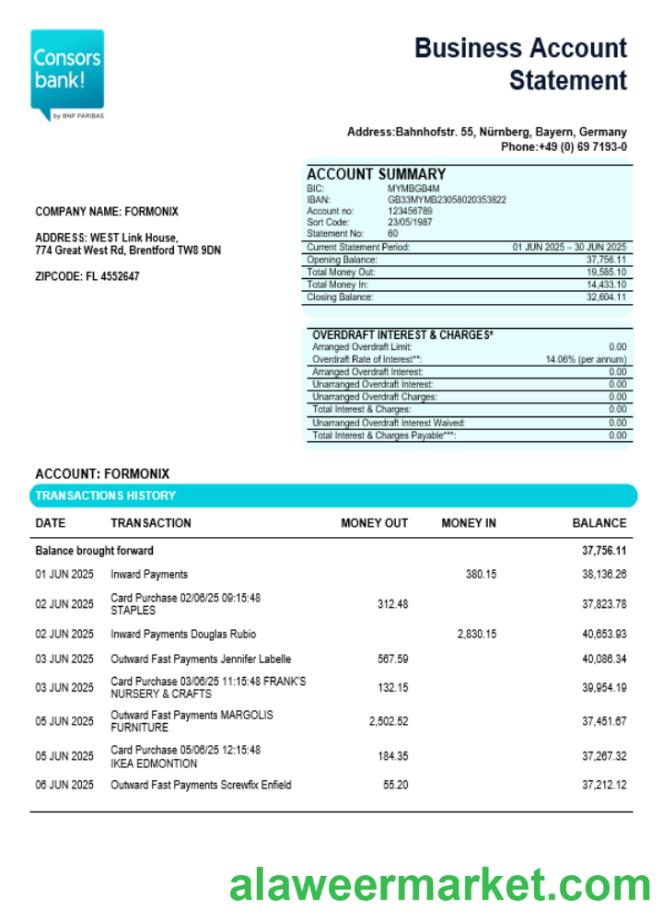 Consors
bank!
by BNP PARIBAS
Business Account
Statement
Address:Bahnhofstr. 55, Nürnberg, Bayern, Germany
Phone:+49 (0) 69 7193-0
COMPANY NAME: FORMONIX
ADDRESS: WEST Link House,
774 Great West Rd, Brentford TW8 9DN
ZIPCODE: FL 4552647
ACCOUNT SUMMARY
BIC: MYMBGB4M
IBAN: GB33MYMB23058020353822
Account no: 123456789
Sort Code: 23/05/1987
Statement No: 60
Current Statement Period: 01 JUN 2025 – 30 JUN 2025
Opening Balance: 37,756.11
Total Money Out: 19,585.10
Total Money In: 14,433.10
Closing Balance: 32,604.11
OVERDRAFT INTEREST & CHARGES*
Arranged Overdraft Limit: 0.00
Overdraft Rate of Interest**: 14.06% (per annum)
Arranged Overdraft Interest: 0.00
Unarranged Overdraft Interest: 0.00
Unarranged Overdraft Charges: 0.00
Total Interest & Charges: 0.00
Unarranged Overdraft Interest Waived: 0.00
Total Interest & Charges Payable***: 0.00
ACCOUNT: FORMONIX
TRANSACTIONS HISTORY
DATE TRANSACTION MONEY OUT MONEY IN BALANCE
Balance brought forward 37,756.11
01 JUN 2025 Inward Payments 380.15 38,136.26
02 JUN 2025 Card Purchase 02/06/25 09:15:48 312.48 37,823.78
STAPLES
02 JUN 2025 Inward Payments Douglas Rubio 2,830.15 40,653.93
03 JUN 2025 Outward Fast Payments Jennifer Labelle 567.59 40,086.34
03 JUN 2025 Card Purchase 03/06/25 11:15:48 FRANK'S 132.15 39,954.19
NURSERY & CRAFTS
05 JUN 2025 Outward Fast Payments MARGOLIS 2,502.52 37,451.67
FURNITURE
05 JUN 2025 Card Purchase 05/06/25 12:15:48 184.35 37,267.32
IKEA EDMONTION
06 JUN 2025 Outward Fast Payments Screwfix Enfield 55.20 37,212.12
alaweermarket.com